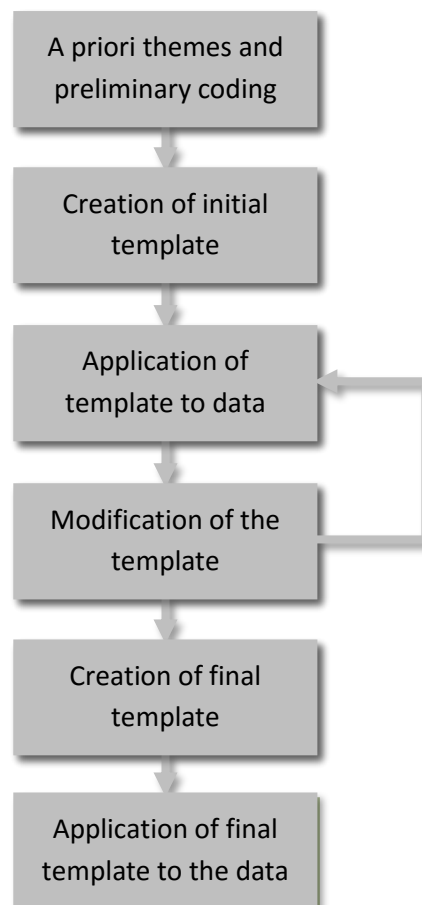 A priori themes and
preliminary coding
Creation of initial
template
Application of
template to data
Modification of the
template
Creation of final
template
Application of final
template to the data